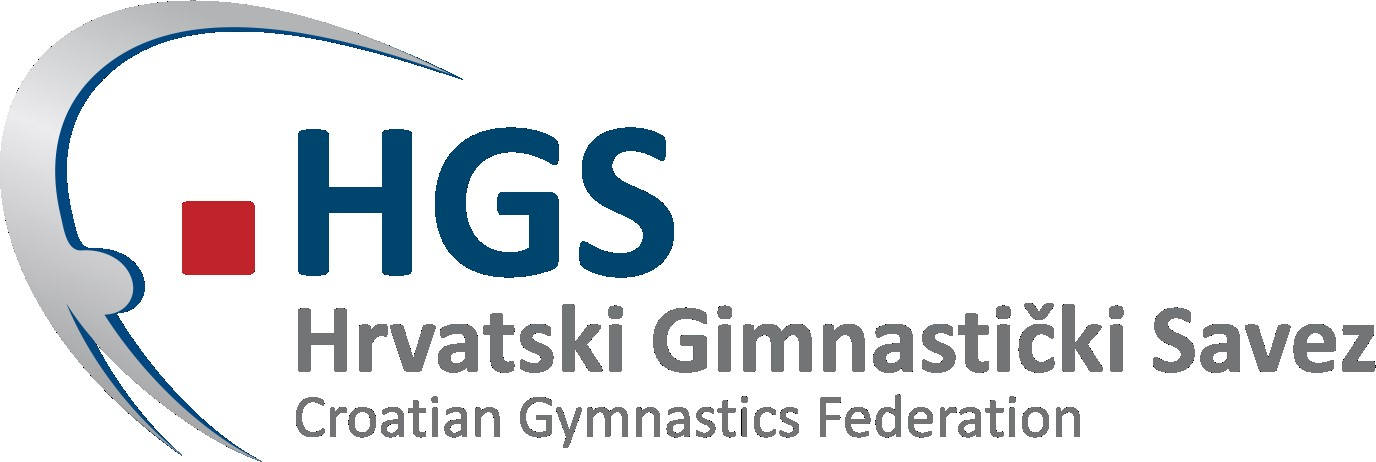 HGS
Hrvatski Gimnastički Savez
Croatian Gymnastics Federation